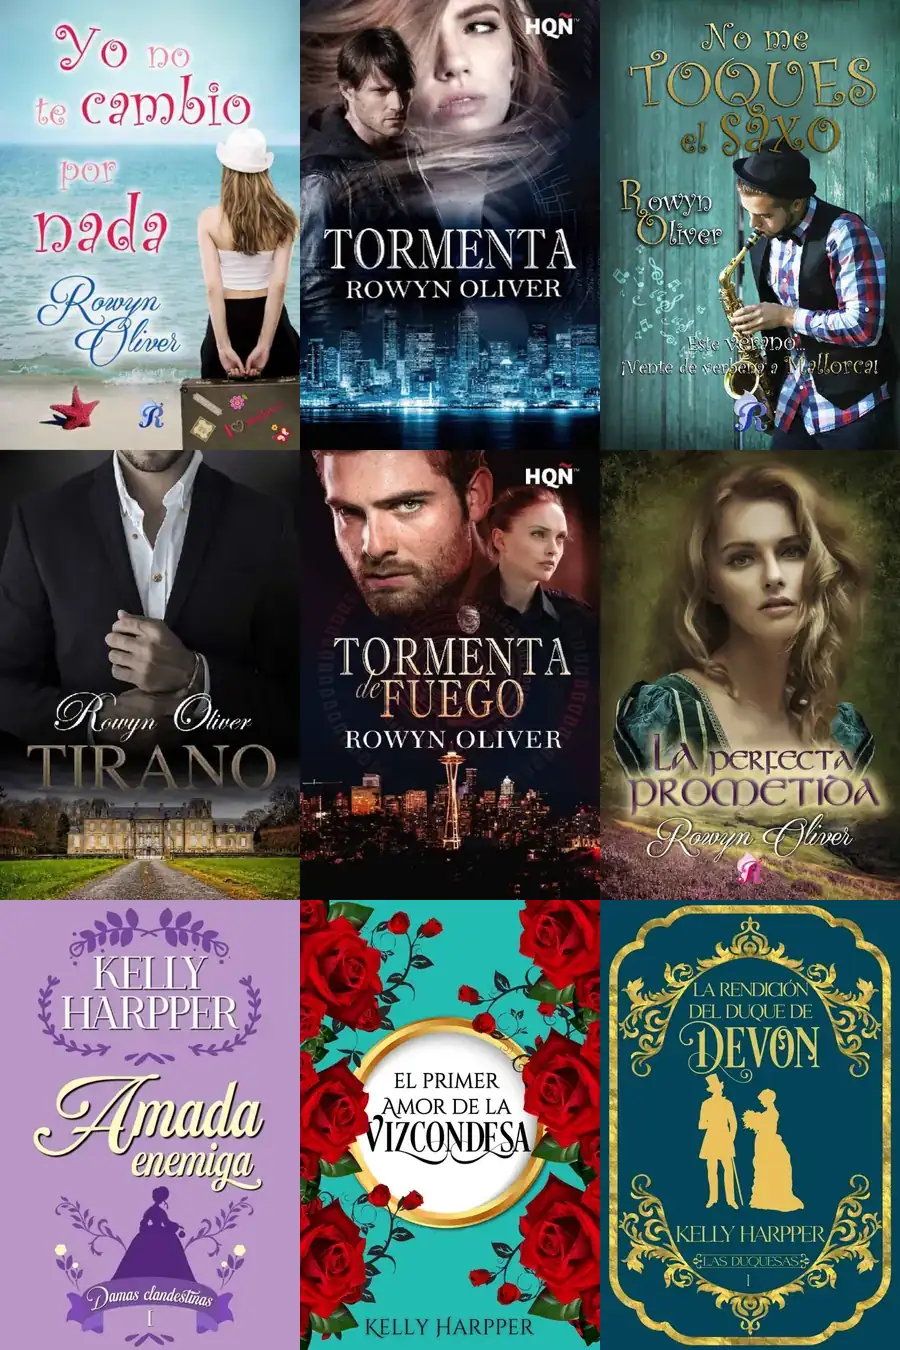 Yo no
te cambio
por
nada
Rowyn
Oliver
R
HQÑ™
TORMENTA
ROWYN OLIVER
No me
TOQUES
el saxo
Rowyn
Oliver
Este verano...
¡Vente de verbena a Mallorca!
R
Rowyn Oliver
TIRANO
HQÑ™
TORMENTA
de
FUEGO
ROWYN OLIVER
LA PERFECTA
PROMETIDA
Rowyn Oliver
R
KELLY
HARPPER
Amada
enemiga
Damas clandestinas
I
EL PRIMER
AMOR DE LA
VIZCONDESA
KELLY HARPPER
LA RENDICIÓN
DEL DUQUE DE
DEVON
KELLY HARPPER
LAS DUQUESAS
I